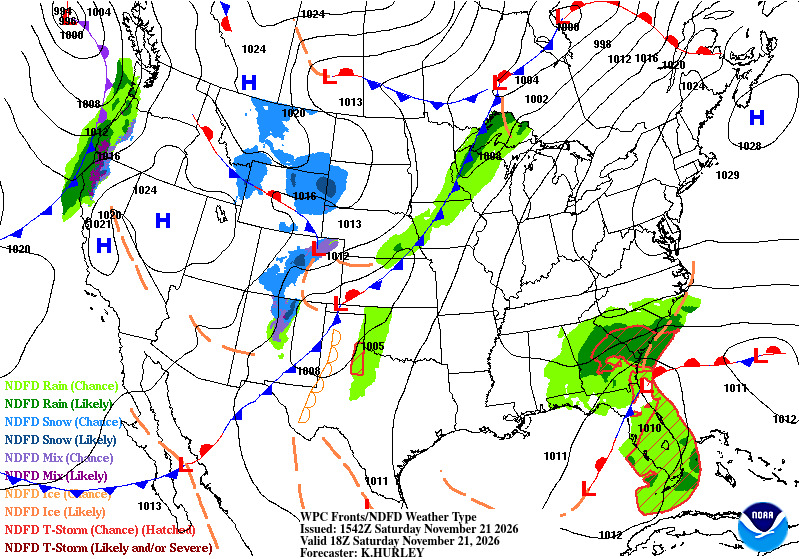 994
996
1000
1004
1024
1024
1008
998
1012
1016
1020
1024
L
L
L
L
H
H
1004
1002
1013
1020
1008
1012
1016
1008
1028
1029
1024
1016
1020
1021
H
H
1013
1012
1020
L
L
1005
1008
L
L
L
1011
1012
1010
NDFD Rain (Chance)
NDFD Rain (Likely)
NDFD Snow (Chance)
NDFD Snow (Likely)
NDFD Mix (Chance)
NDFD Mix (Likely)
NDFD Ice (Chance)
NDFD Ice (Likely)
NDFD T-Storm (Chance) (Hatched)
NDFD T-Storm (Likely and/or Severe)
L
1013
1011
L
1011
L
1012
WPC Fronts/NDFD Weather Type
Issued: 1542Z Saturday November 21 2026
Valid 18Z Saturday November 21, 2026
Forecaster: K.HURLEY
NOAA